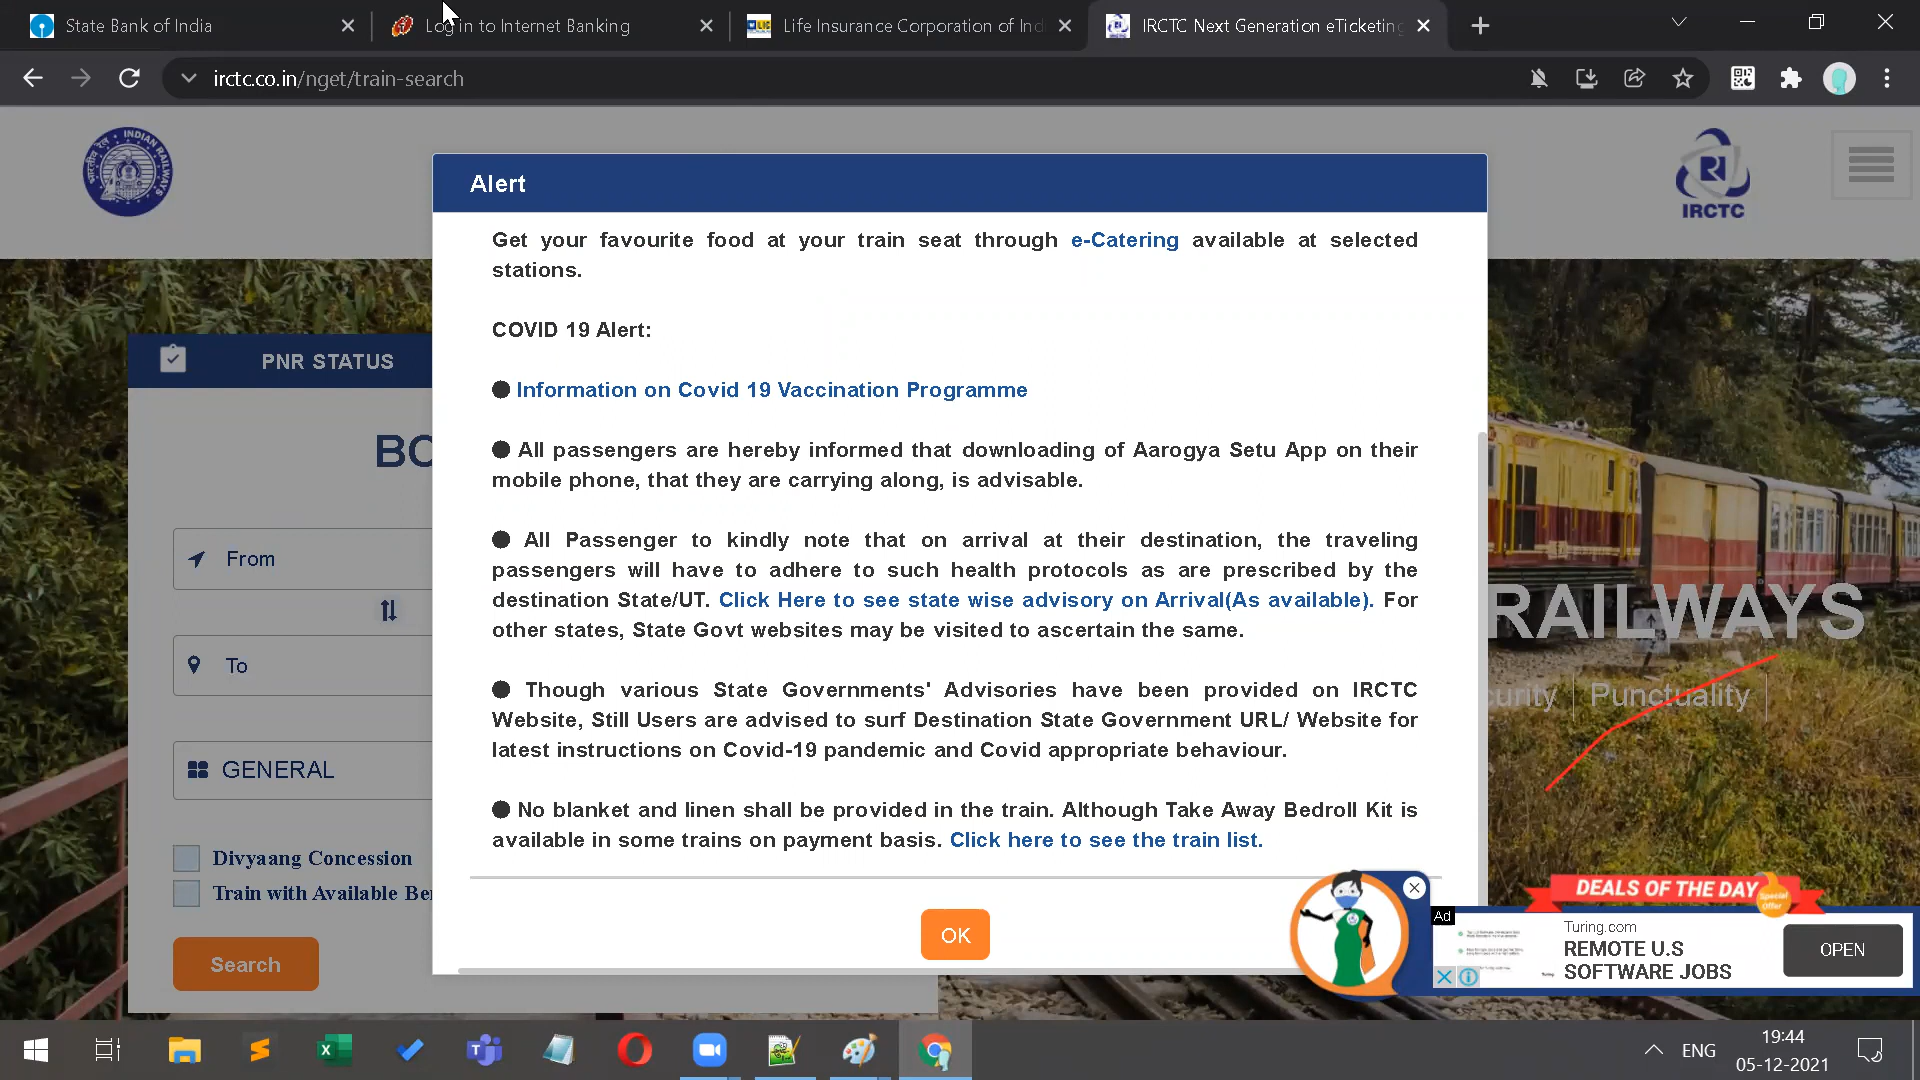 State Bank of India
Log in to Internet Banking
Life Insurance Corporation of Ind
IRCTC Next Generation eTicketing
irctc.co.in/nget/train-search
INDIAN RAILWAYS
IRCTC
Alert
Get your favourite food at your train seat through e-Catering available at selected
stations.
COVID 19 Alert:
● Information on Covid 19 Vaccination Programme
● All passengers are hereby informed that downloading of Aarogya Setu App on their
mobile phone, that they are carrying along, is advisable.
● All Passenger to kindly note that on arrival at their destination, the traveling
passengers will have to adhere to such health protocols as are prescribed by the
destination State/UT. Click Here to see state wise advisory on Arrival(As available). For
other states, State Govt websites may be visited to ascertain the same.
● Though various State Governments' Advisories have been provided on IRCTC
Website, Still Users are advised to surf Destination State Government URL/ Website for
latest instructions on Covid-19 pandemic and Covid appropriate behaviour.
● No blanket and linen shall be provided in the train. Although Take Away Bedroll Kit is
available in some trains on payment basis. Click here to see the train list.
OK
PNR STATUS
BO
From
To
GENERAL
Divyaang Concession
Train with Available Be
Search
RAILWAYS
curity | Punctuality |
DEALS OF THE DAY
Special
Offer
Ad
Turing.com
REMOTE U.S
SOFTWARE JOBS
OPEN
ENG
19:44
05-12-2021